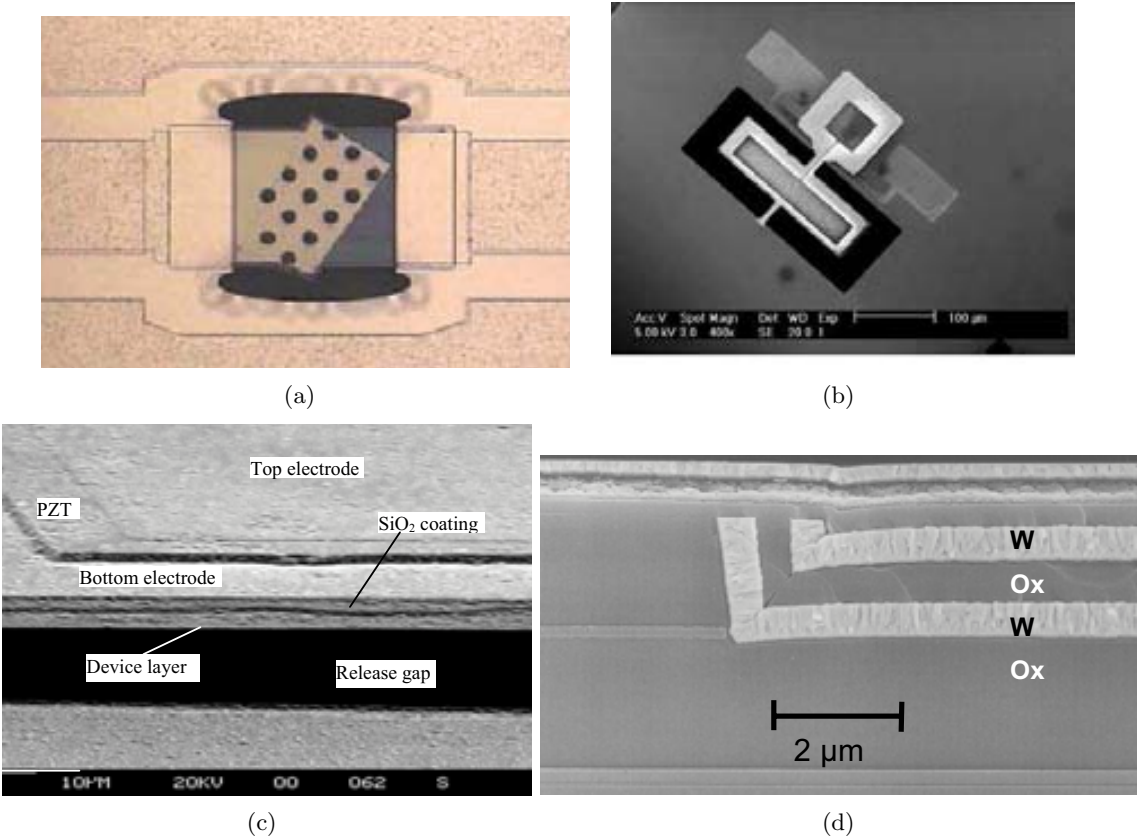 Acc.V Spot Magn Det WD Exp 100 µm
5.00 kV 3.0 400x SE 20.0 1
(a)
(b)
Top electrode
PZT
SiO₂ coating
Bottom electrode
Device layer
Release gap
10PM 20KV 00 062 S
W
Ox
W
Ox
2 µm
(c)
(d)